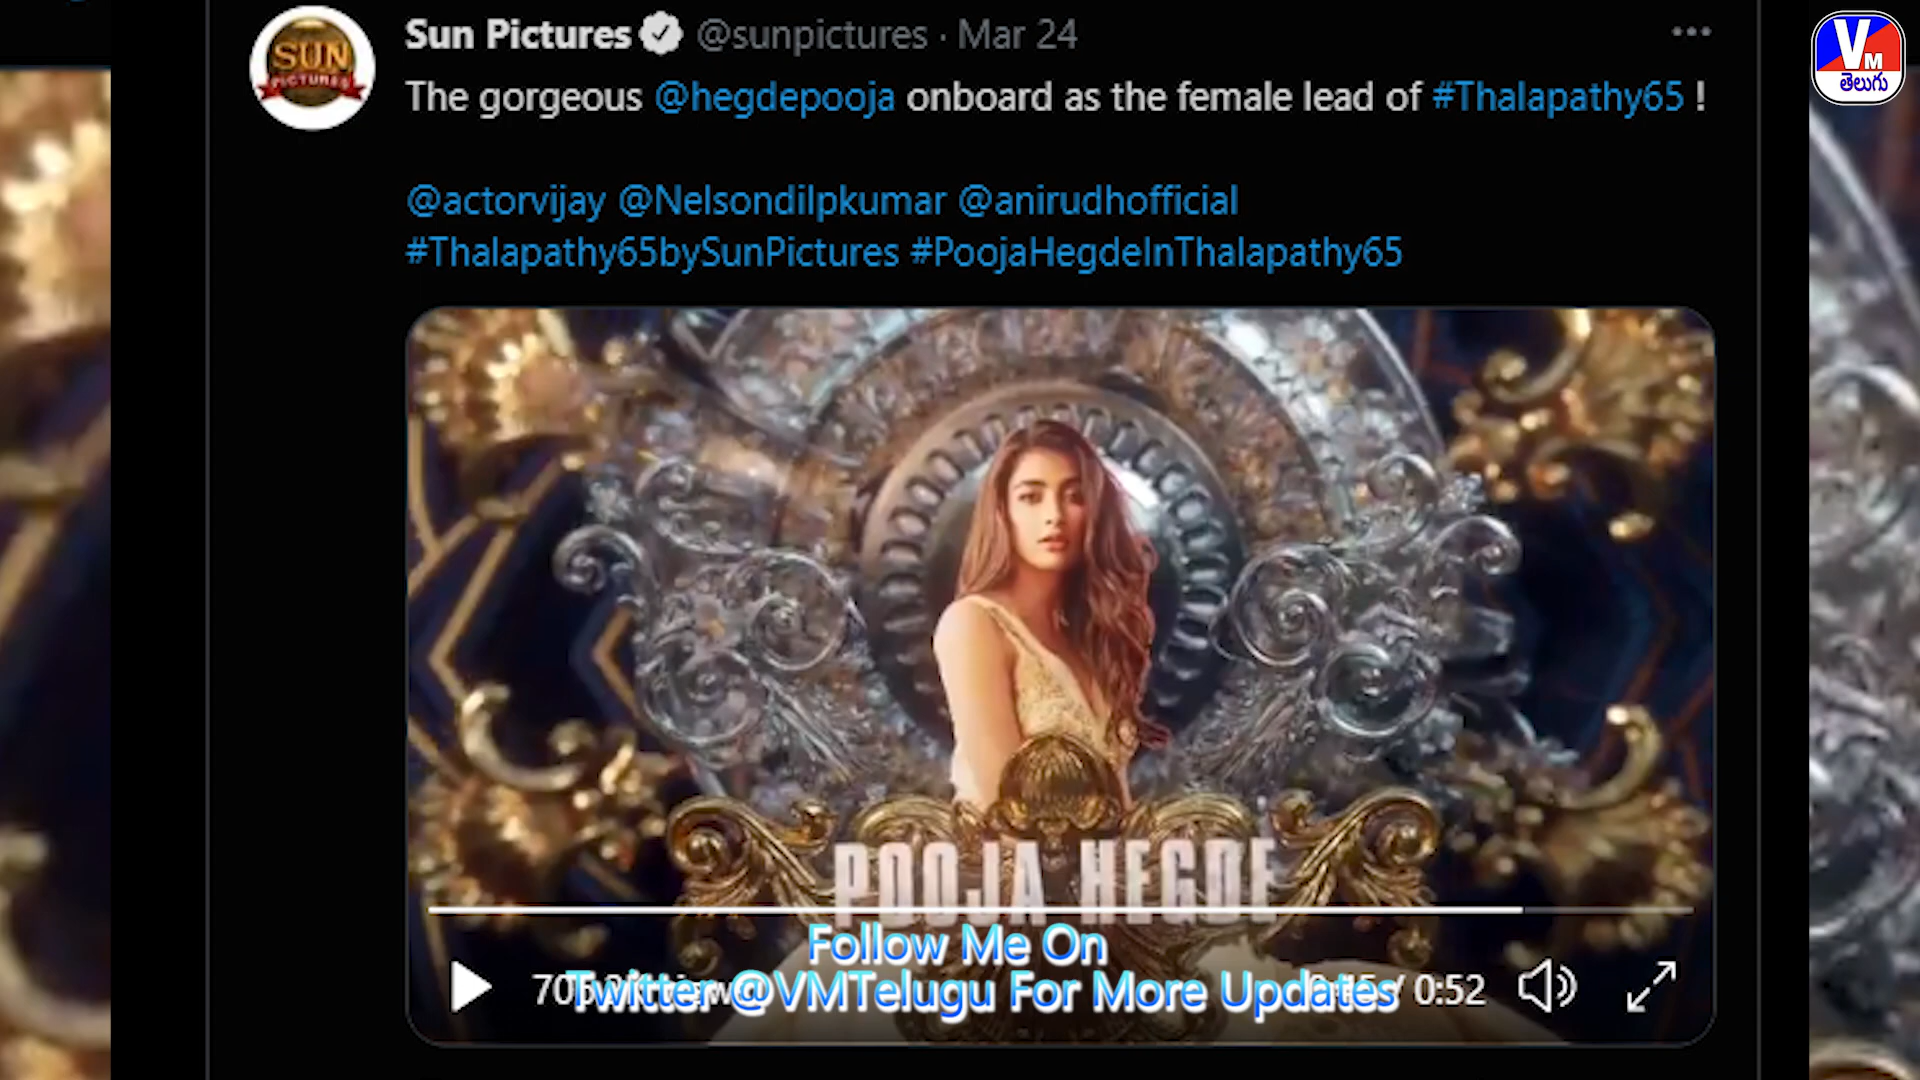 Sun Pictures @sunpictures · Mar 24
SUN
PICTURES
The gorgeous @hegdepooja onboard as the female lead of #Thalapathy65 !
@actorvijay @Nelsondilpkumar @anirudhofficial
#Thalapathy65bySunPictures #PoojaHegdeInThalapathy65
VM
తెలుగు
POOJA HEGDE
Follow Me On
Twitter @VMTelugu For More Updates
0:52